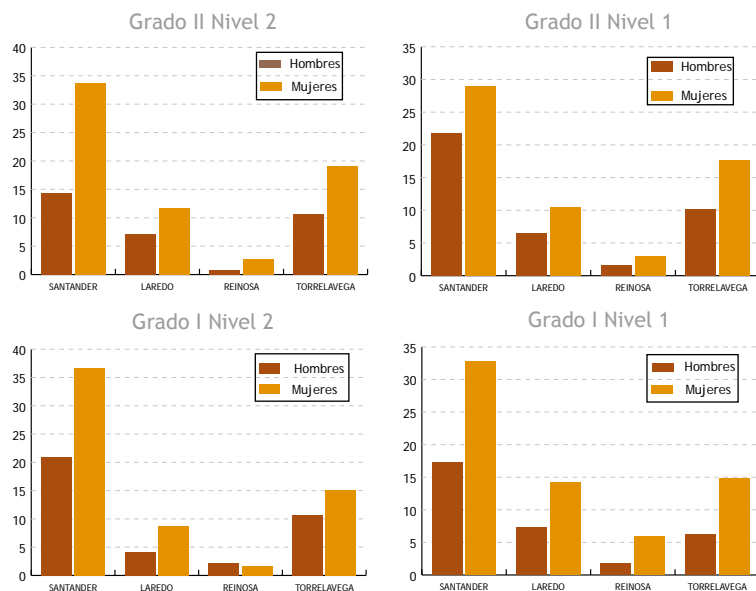 Grado II Nivel 2
40
35
30
25
20
15
10
5
0
Hombres
Mujeres
SANTANDER LAREDO REINOSA TORRELAVEGA
Grado II Nivel 1
35
30
25
20
15
10
5
0
Hombres
Mujeres
SANTANDER LAREDO REINOSA TORRELAVEGA
Grado I Nivel 2
40
35
30
25
20
15
10
5
0
Hombres
Mujeres
SANTANDER LAREDO REINOSA TORRELAVEGA
Grado I Nivel 1
35
30
25
20
15
10
5
0
Hombres
Mujeres
SANTANDER LAREDO REINOSA TORRELAVEGA